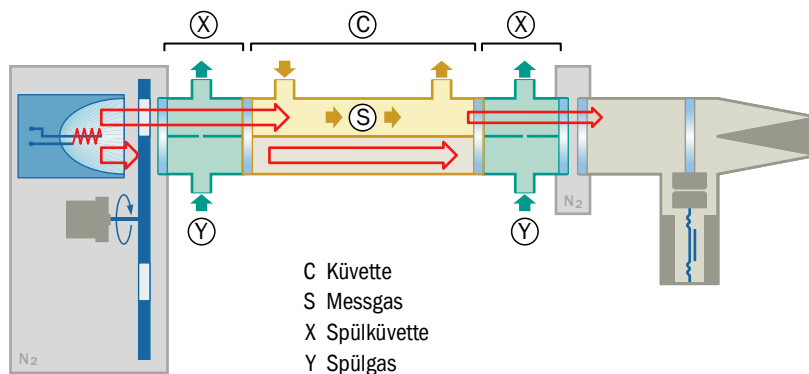 X C X
S
Y Y
N2
N2
C Küvette
S Messgas
X Spülküvette
Y Spülgas